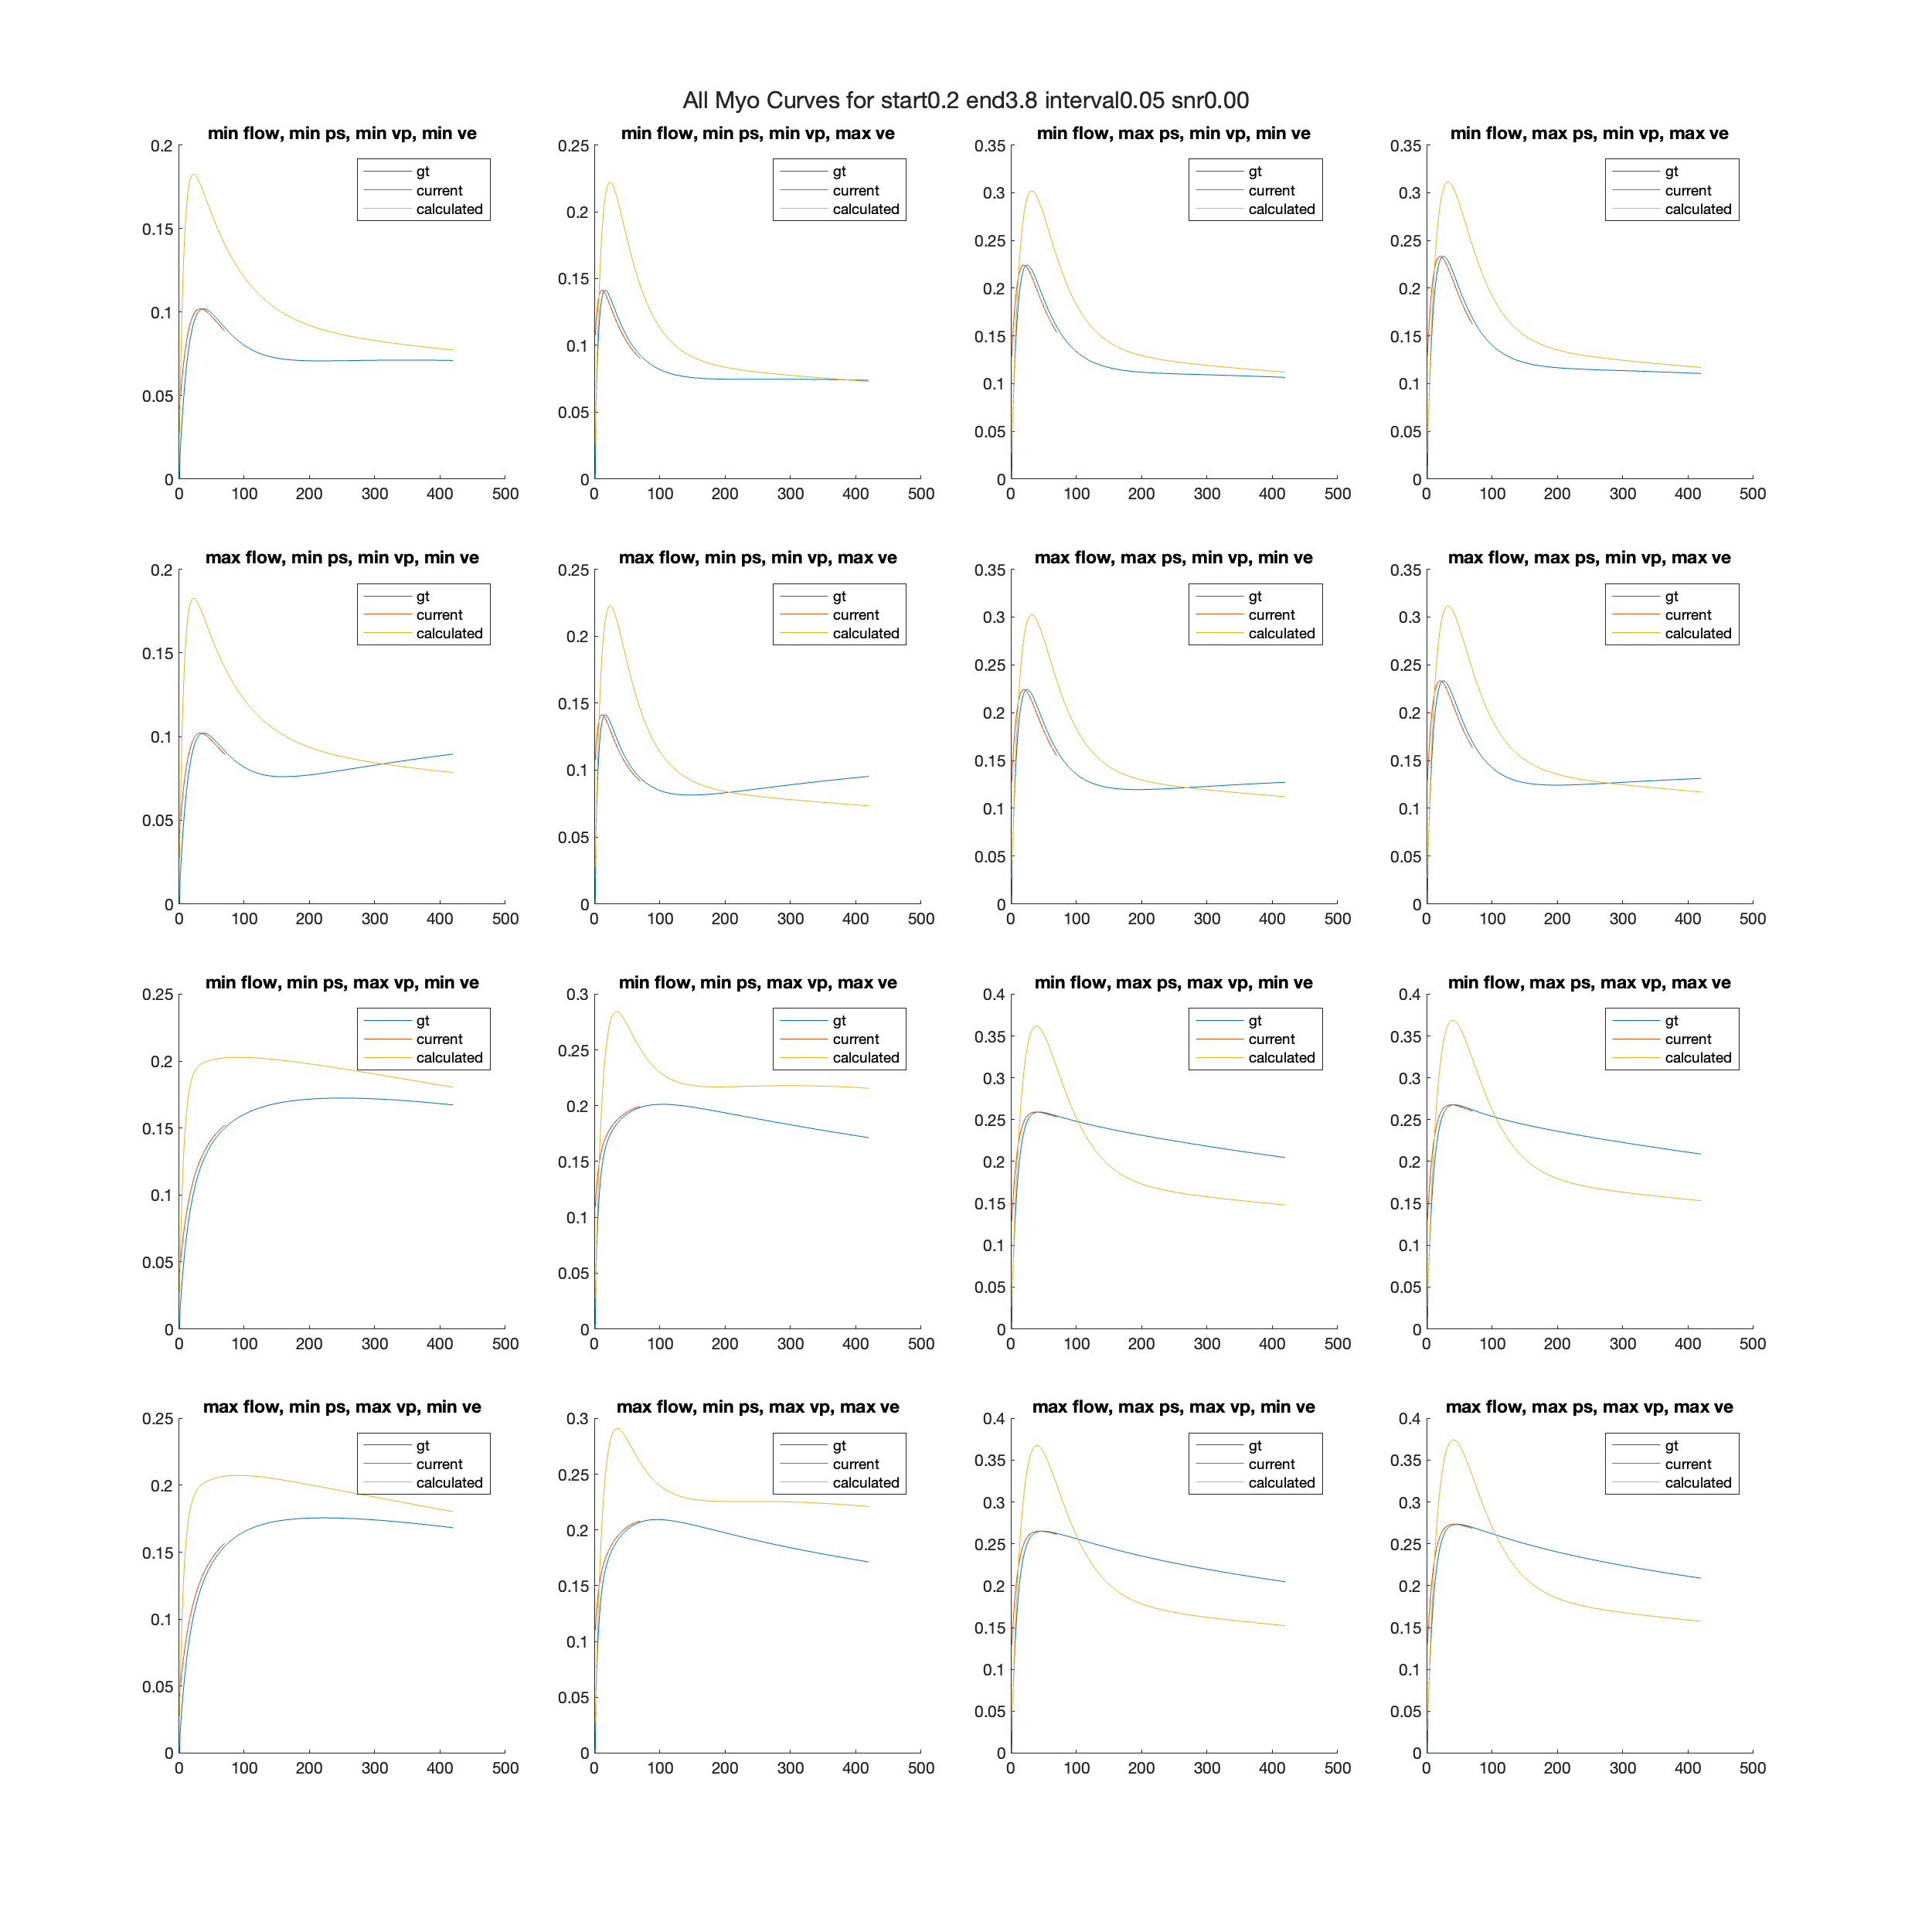 All Myo Curves for start0.2 end3.8 interval0.05 snr0.00
min flow, min ps, min vp, min ve
0.2
0.15
0.1
0.05
0
0 100 200 300 400 500
gt
current
calculated
min flow, min ps, min vp, max ve
0.25
0.2
0.15
0.1
0.05
0
0 100 200 300 400 500
gt
current
calculated
min flow, max ps, min vp, min ve
0.35
0.3
0.25
0.2
0.15
0.1
0.05
0
0 100 200 300 400 500
gt
current
calculated
min flow, max ps, min vp, max ve
0.35
0.3
0.25
0.2
0.15
0.1
0.05
0
0 100 200 300 400 500
gt
current
calculated
max flow, min ps, min vp, min ve
0.2
0.15
0.1
0.05
0
0 100 200 300 400 500
gt
current
calculated
max flow, min ps, min vp, max ve
0.25
0.2
0.15
0.1
0.05
0
0 100 200 300 400 500
gt
current
calculated
max flow, max ps, min vp, min ve
0.35
0.3
0.25
0.2
0.15
0.1
0.05
0
0 100 200 300 400 500
gt
current
calculated
max flow, max ps, min vp, max ve
0.35
0.3
0.25
0.2
0.15
0.1
0.05
0
0 100 200 300 400 500
gt
current
calculated
min flow, min ps, max vp, min ve
0.25
0.2
0.15
0.1
0.05
0
0 100 200 300 400 500
gt
current
calculated
min flow, min ps, max vp, max ve
0.3
0.25
0.2
0.15
0.1
0.05
0
0 100 200 300 400 500
gt
current
calculated
min flow, max ps, max vp, min ve
0.4
0.35
0.3
0.25
0.2
0.15
0.1
0.05
0
0 100 200 300 400 500
gt
current
calculated
min flow, max ps, max vp, max ve
0.4
0.35
0.3
0.25
0.2
0.15
0.1
0.05
0
0 100 200 300 400 500
gt
current
calculated
max flow, min ps, max vp, min ve
0.25
0.2
0.15
0.1
0.05
0
0 100 200 300 400 500
gt
current
calculated
max flow, min ps, max vp, max ve
0.3
0.25
0.2
0.15
0.1
0.05
0
0 100 200 300 400 500
gt
current
calculated
max flow, max ps, max vp, min ve
0.4
0.35
0.3
0.25
0.2
0.15
0.1
0.05
0
0 100 200 300 400 500
gt
current
calculated
max flow, max ps, max vp, max ve
0.4
0.35
0.3
0.25
0.2
0.15
0.1
0.05
0
0 100 200 300 400 500
gt
current
calculated